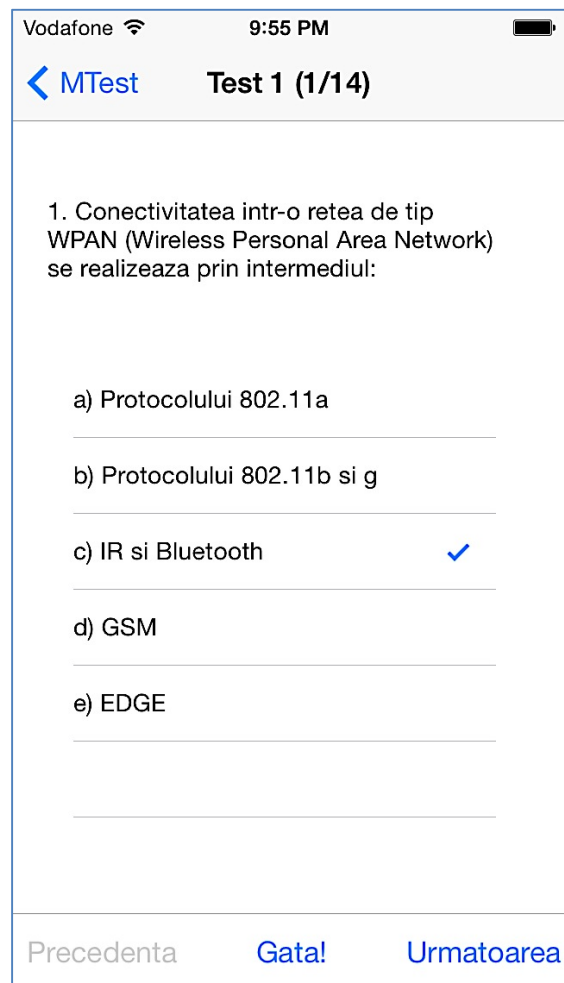 Vodafone 9:55 PM
MTest Test 1 (1/14)
1. Conectivitatea intr-o retea de tip
WPAN (Wireless Personal Area Network)
se realizeaza prin intermediul:
a) Protocolului 802.11a
b) Protocolului 802.11b si g
c) IR si Bluetooth
d) GSM
e) EDGE
Precedenta Gata! Urmatoarea